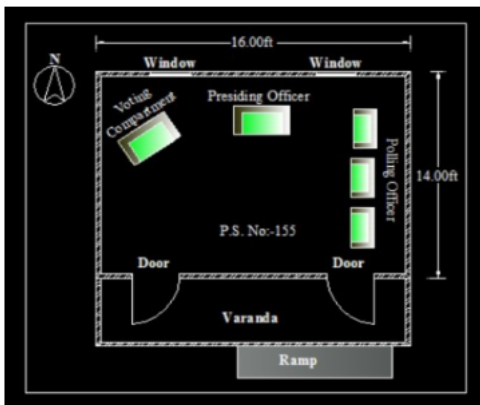 16.00ft
N
Window
Window
Voting
Compartment
Presiding Officer
Polling Officer
14.00ft
P.S. No:-155
Door
Door
Varanda
Ramp